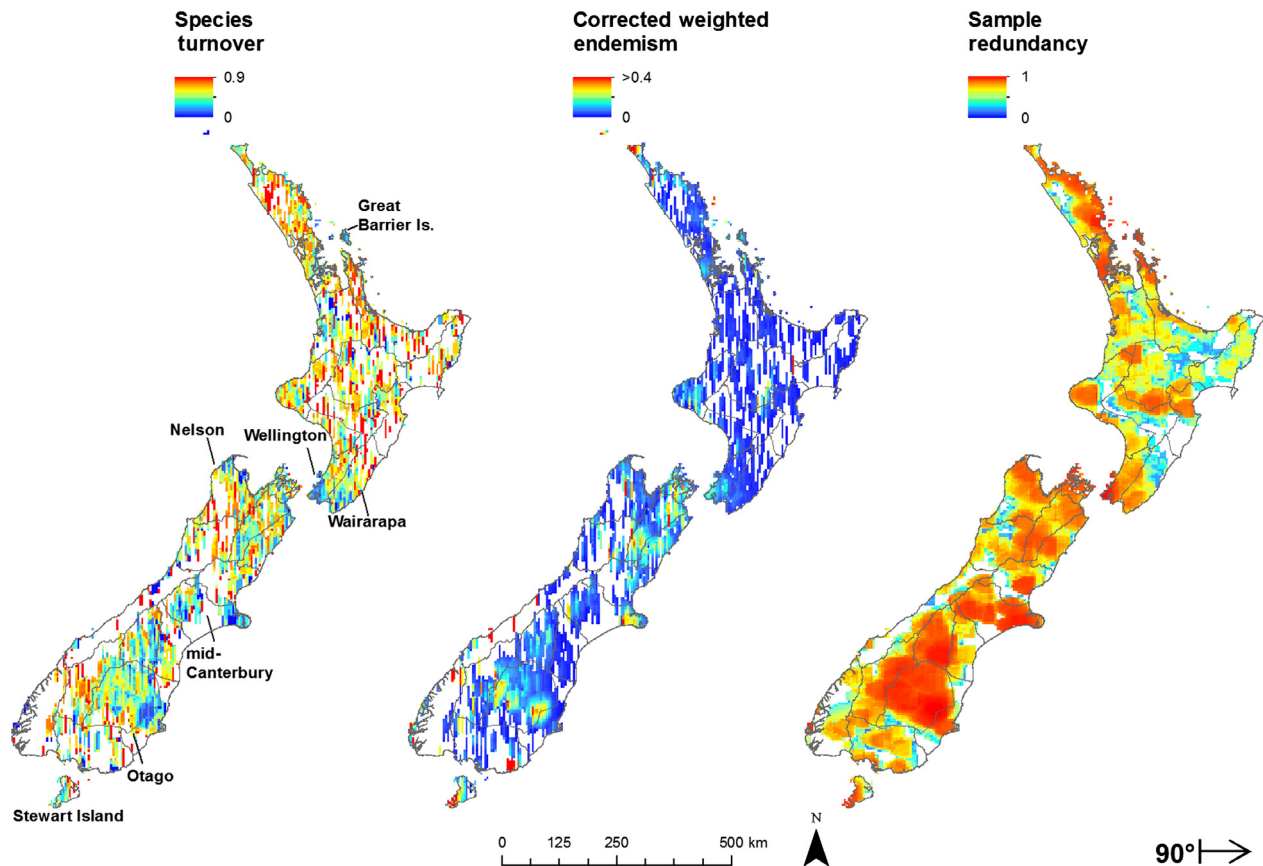 Species
turnover
0.9
0
Corrected weighted
endemism
>0.4
0
Sample
redundancy
1
0
Great
Barrier Is.
Nelson
Wellington
Wairarapa
mid-
Canterbury
Otago
Stewart Island
0 125 250 500 km
N
90°